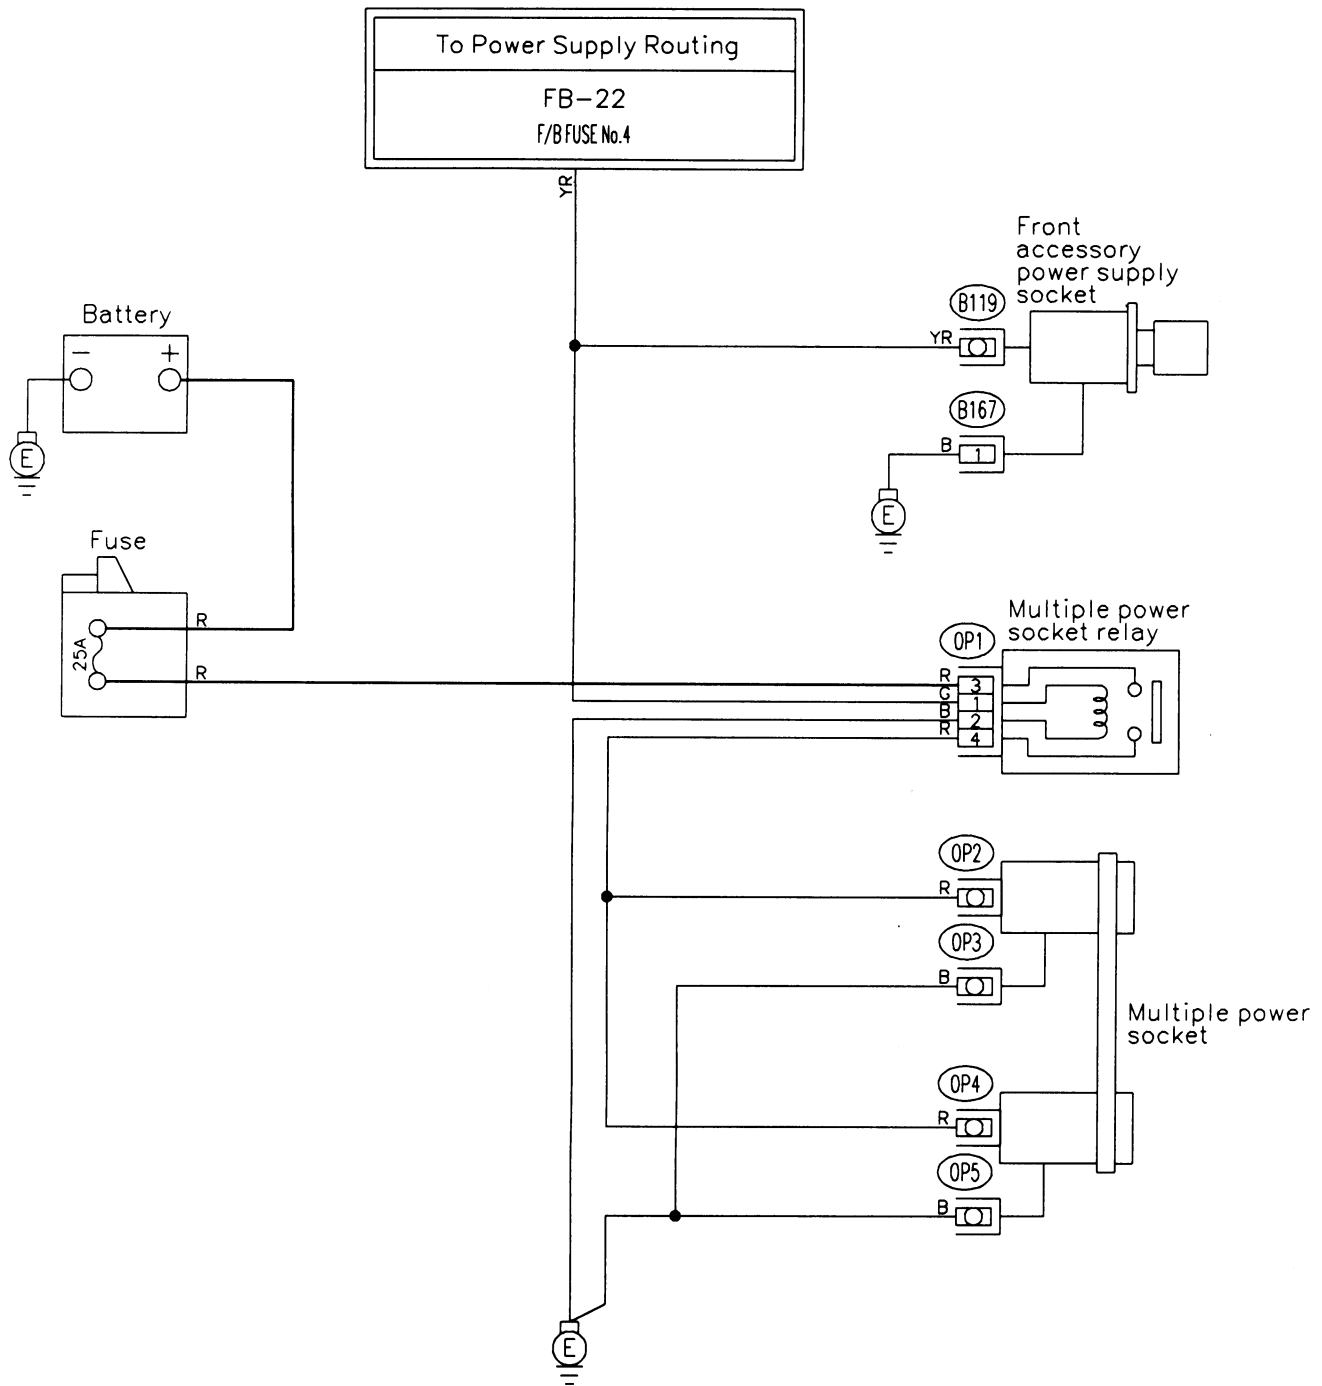 To Power Supply Routing
FB-22
F/B FUSE No.4
YR
Front
accessory
power supply
socket
B119
YR
Battery
- +
B167
B 1
E
E
Fuse
R
25A
R
Multiple power
socket relay
OP1
R 3
G 1
B 2
R 4
OP2
R
OP3
B
Multiple power
socket
OP4
R
OP5
B
E